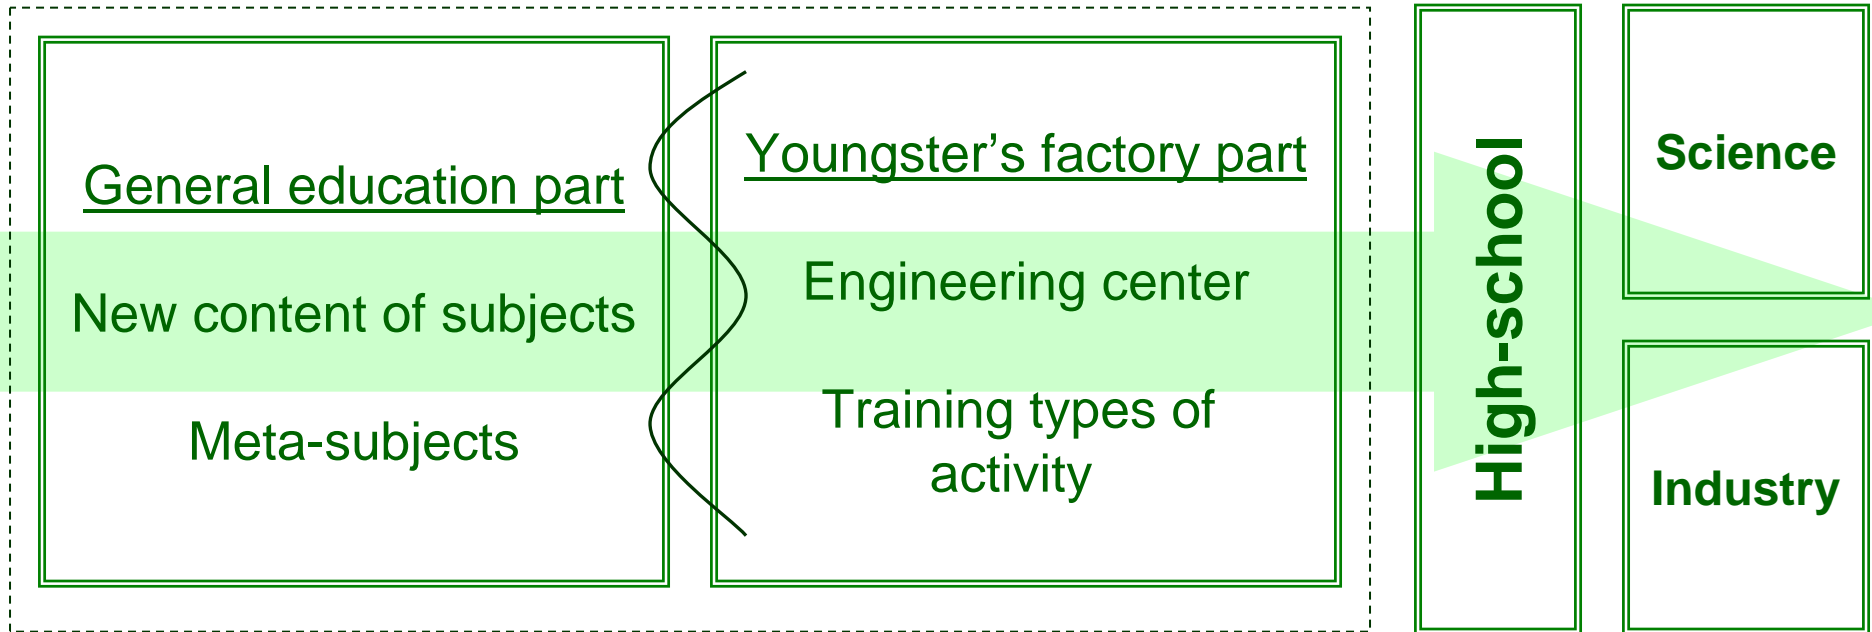 General education part
New content of subjects
Meta-subjects
Youngster’s factory part
Engineering center
Training types of
activity
High-school
Science
Industry